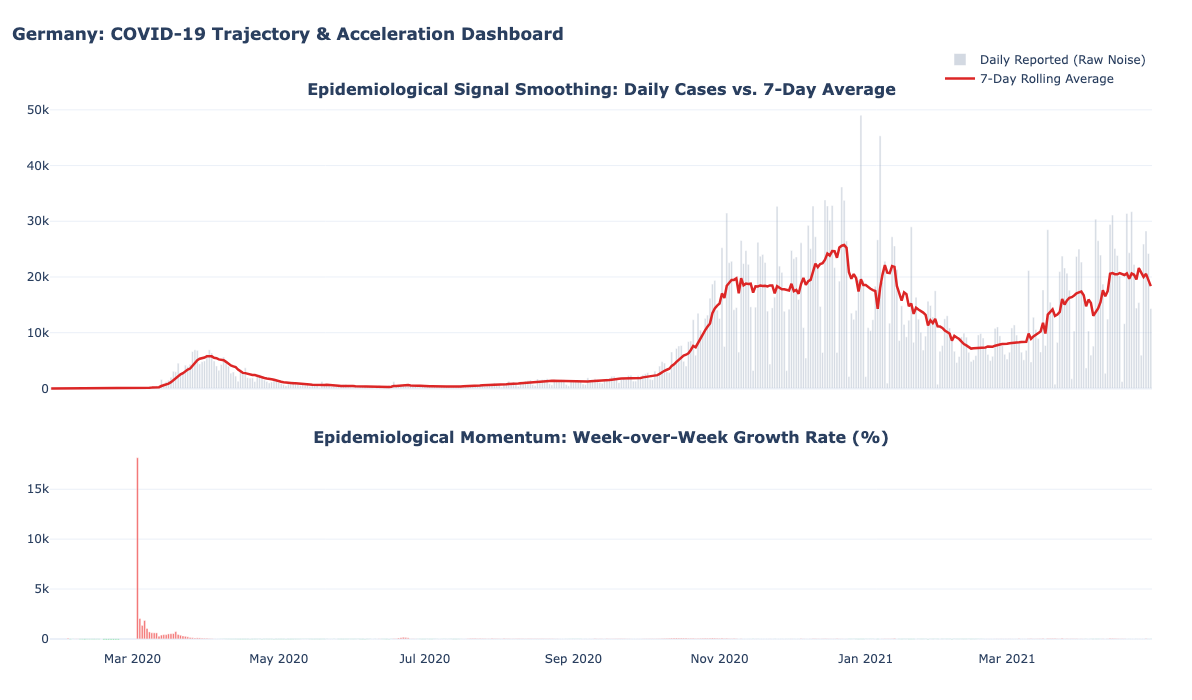 Germany: COVID-19 Trajectory & Acceleration Dashboard
Daily Reported (Raw Noise)
7-Day Rolling Average
Epidemiological Signal Smoothing: Daily Cases vs. 7-Day Average
50k
40k
30k
20k
10k
0
Epidemiological Momentum: Week-over-Week Growth Rate (%)
15k
10k
5k
0
Mar 2020 May 2020 Jul 2020 Sep 2020 Nov 2020 Jan 2021 Mar 2021